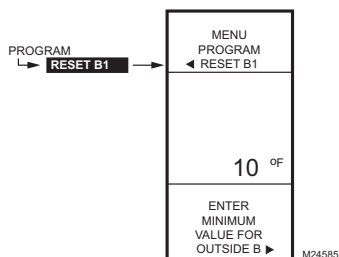 PROGRAM
RESET B1
MENU
PROGRAM
◄ RESET B1
10 °F
ENTER
MINIMUM
VALUE FOR
OUTSIDE B ►
M24585